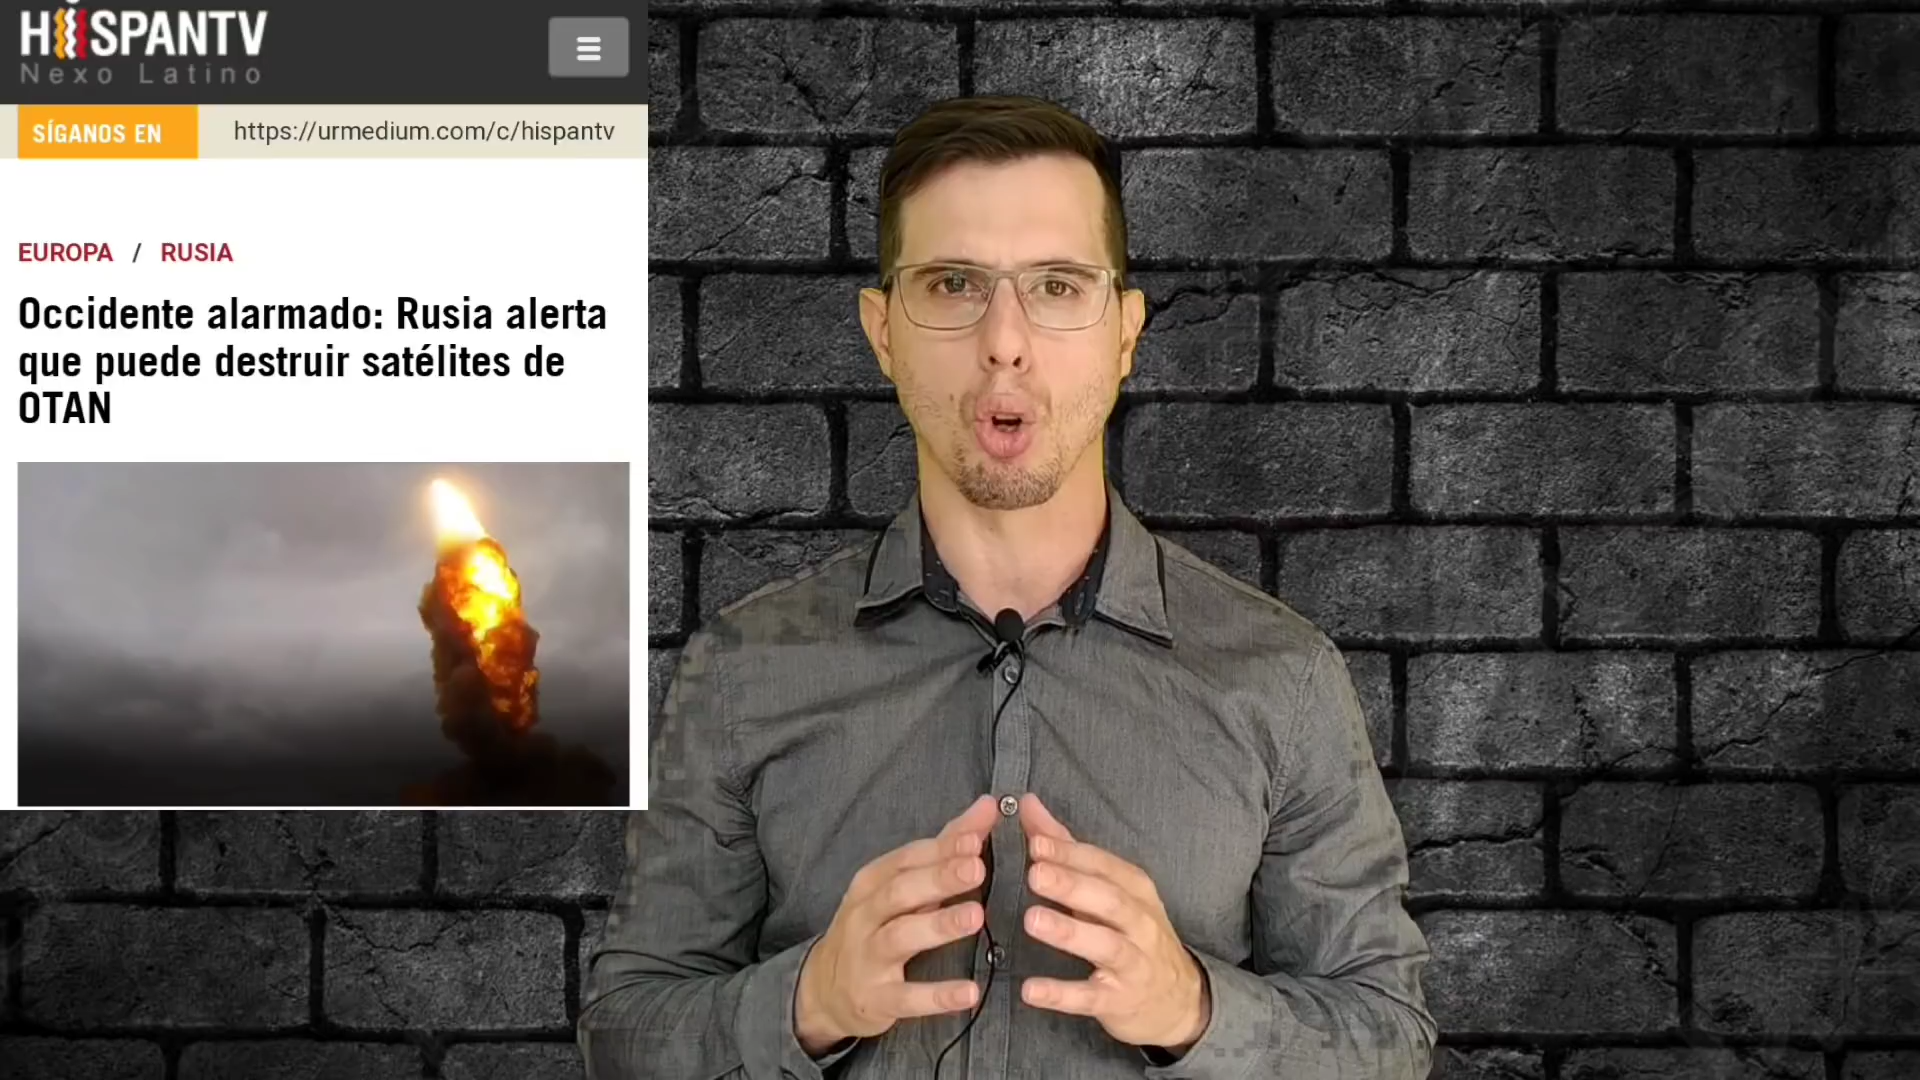 HISPANTV
Nexo Latino
SÍGANOS EN
https://urmedium.com/c/hispantv
EUROPA / RUSIA
Occidente alarmado: Rusia alerta
que puede destruir satélites de
OTAN